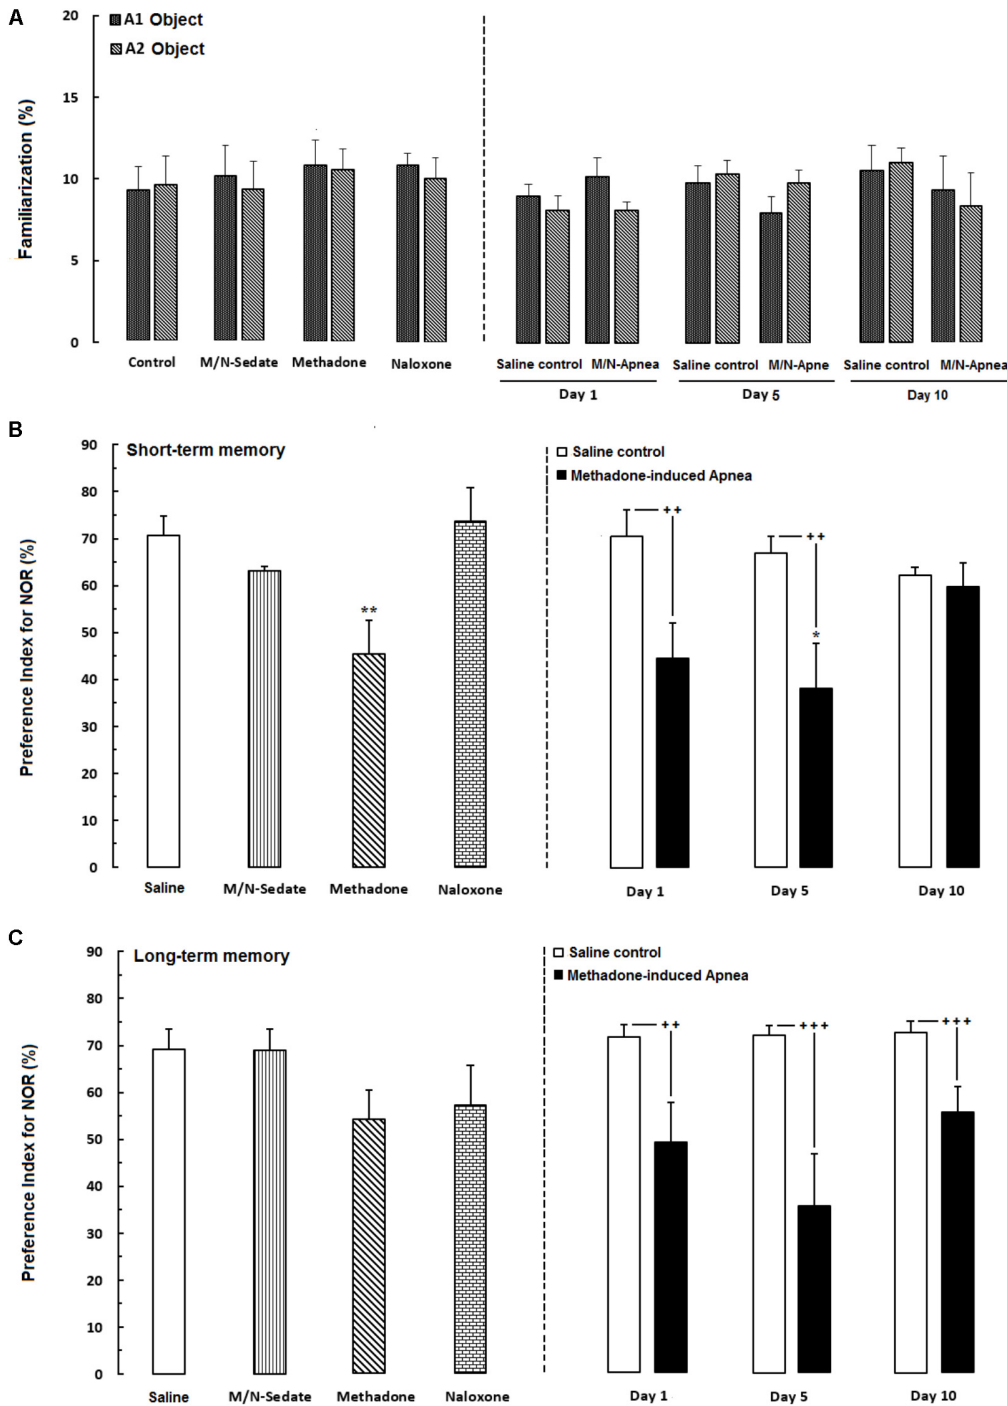 A
A1 Object
A2 Object
Familiarization (%)
20
15
10
5
0
Control
M/N-Sedate
Methadone
Naloxone
Saline control M/N-Apnea
Day 1
Saline control M/N-Apne
Day 5
Saline control M/N-Apnea
Day 10
B
Short-term memory
Saline control
Methadone-induced Apnea
Preference Index for NOR (%)
90
80
70
60
50
40
30
20
10
0
**
++
++
*
Saline
M/N-Sedate
Methadone
Naloxone
Day 1
Day 5
Day 10
C
Long-term memory
Saline control
Methadone-induced Apnea
Preference Index for NOR (%)
90
80
70
60
50
40
30
20
10
0
++
+++
+++
Saline
M/N-Sedate
Methadone
Naloxone
Day 1
Day 5
Day 10